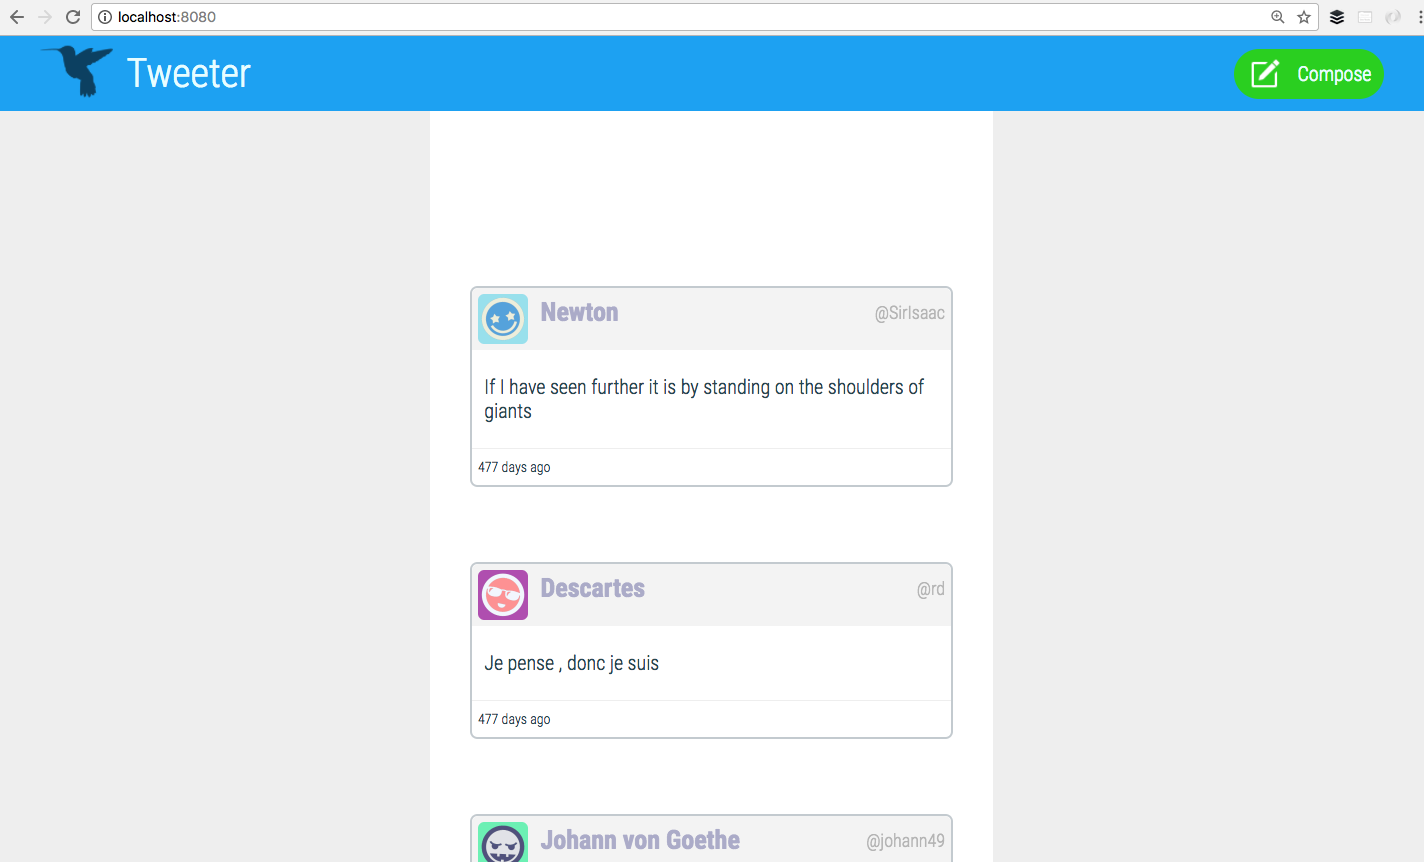 localhost:8080
Tweeter
Compose
Newton
@SirIsaac
If I have seen further it is by standing on the shoulders of
giants
477 days ago
Descartes
@rd
Je pense , donc je suis
477 days ago
Johann von Goethe
@johann49